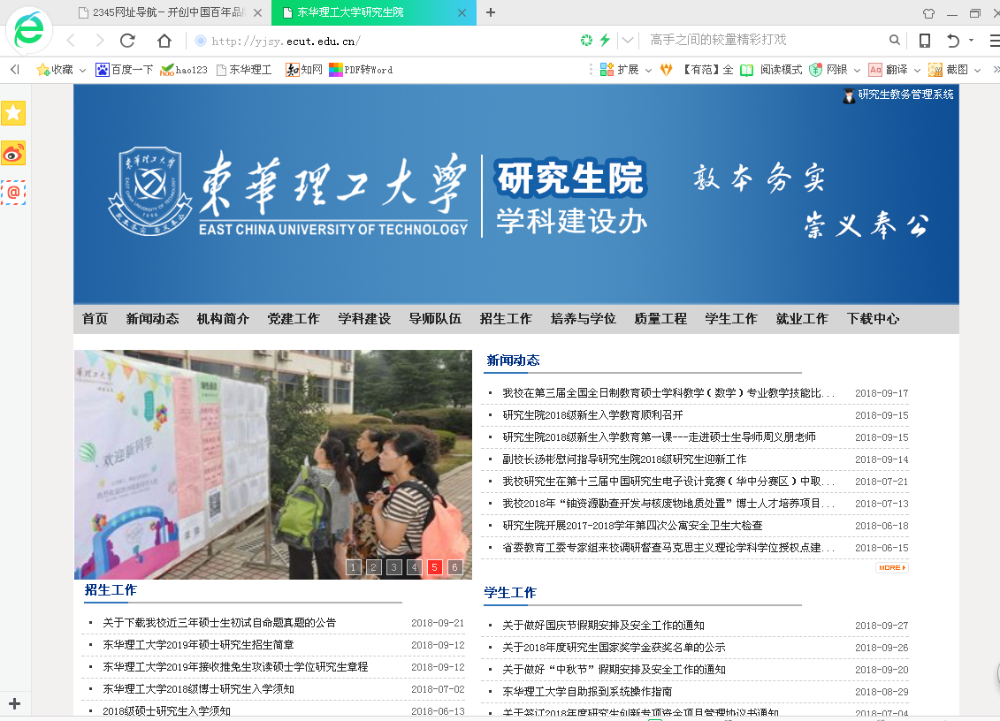 2345网址导航－开创中国百年品牌
东华理工大学研究生院
http://yjsy.ecut.edu.cn/
高手之间的较量精彩打戏
收藏 百度一下 hao123 东华理工 知网 PDF转Word 扩展 【有范】全 阅读模式 网银 翻译 截图
研究生教务管理系统
東華理工大学
EAST CHINA UNIVERSITY OF TECHNOLOGY
研究生院
学科建设办
敦本务实
崇义奉公
首页 新闻动态 机构简介 党建工作 学科建设 导师队伍 招生工作 培养与学位 质量工程 学生工作 就业工作 下载中心
欢迎新同学
1 2 3 4 5 6
新闻动态
我校在第三届全国全日制教育硕士学科教学（数学）专业教学技能比... 2018-09-17
研究生院2018级新生入学教育顺利召开 2018-09-15
研究生院2018级新生入学教育第一课---走进硕士生导师周义朋老师 2018-09-15
副校长汤彬慰问指导研究生院2018级研究生迎新工作 2018-09-14
我校研究生在第十三届中国研究生电子设计竞赛（华中分赛区）中取... 2018-07-21
我校2018年“铀资源勘查开发与核废物地质处置”博士人才培养项目... 2018-07-13
研究生院开展2017-2018学年第四次公寓安全卫生大检查 2018-06-18
省委教育工委专家组来校调研督查马克思主义理论学科学位授权点建... 2018-06-15
MORE
招生工作
关于下载我校近三年硕士生初试自命题真题的公告 2018-09-21
东华理工大学2019年硕士研究生招生简章 2018-09-12
东华理工大学2019年接收推免生攻读硕士学位研究生章程 2018-09-12
东华理工大学2018级博士研究生入学须知 2018-07-02
2018级硕士研究生入学须知 2018-06-13
学生工作
关于做好国庆节假期安排及安全工作的通知 2018-09-27
关于2018年度研究生国家奖学金获奖名单的公示 2018-09-26
关于做好“中秋节”假期安排及安全工作的通知 2018-09-20
东华理工大学自助报到系统操作指南 2018-08-29
关于签订2018年度研究生创新专项资金项目管理协议书通知 2018-07-04